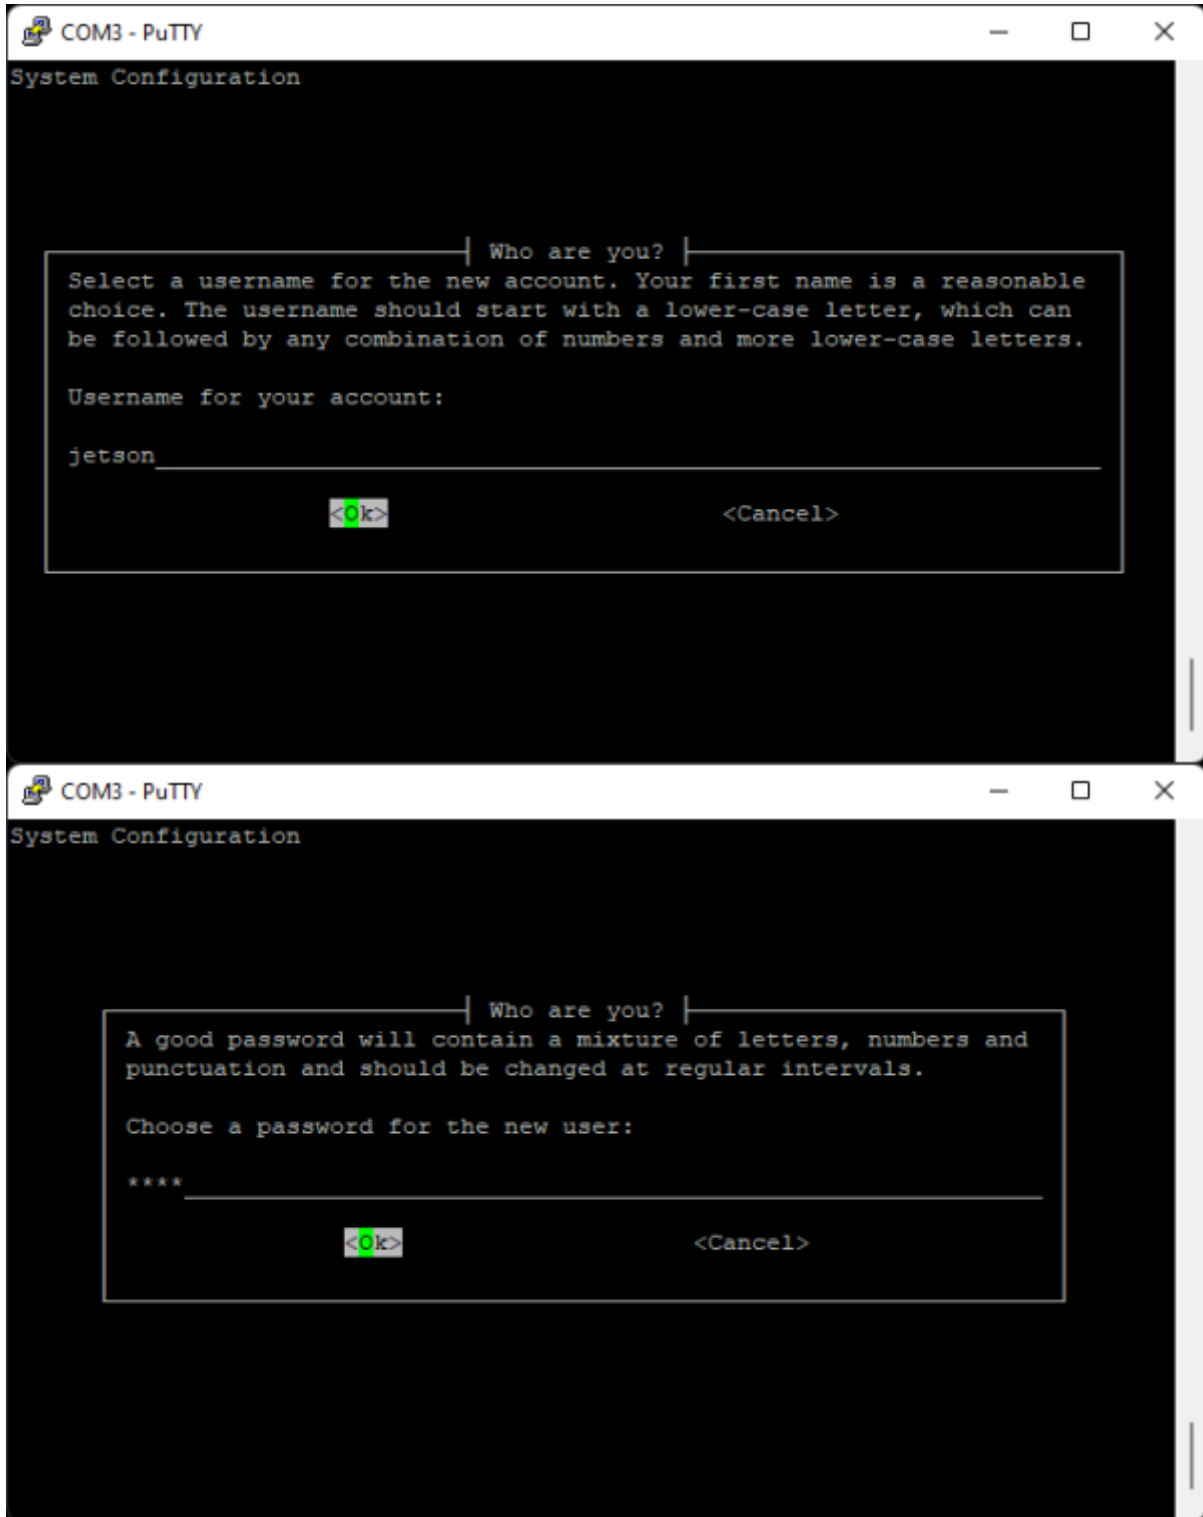 COM3 - PuTTY
System Configuration
Who are you?
Select a username for the new account. Your first name is a reasonable
choice. The username should start with a lower-case letter, which can
be followed by any combination of numbers and more lower-case letters.
Username for your account:
jetson
<Ok> <Cancel>
COM3 - PuTTY
System Configuration
Who are you?
A good password will contain a mixture of letters, numbers and
punctuation and should be changed at regular intervals.
Choose a password for the new user:
****
<Ok> <Cancel>